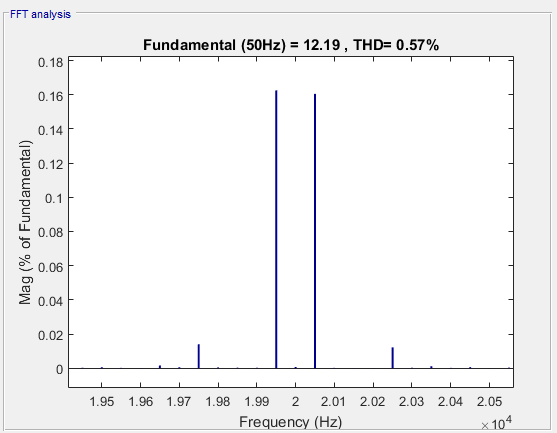 FFT analysis
Fundamental (50Hz) = 12.19 , THD= 0.57%
0.18
0.16
0.14
0.12
0.1
0.08
0.06
0.04
0.02
0
Mag (% of Fundamental)
1.95 1.96 1.97 1.98 1.99 2 2.01 2.02 2.03 2.04 2.05
Frequency (Hz)
×10⁴